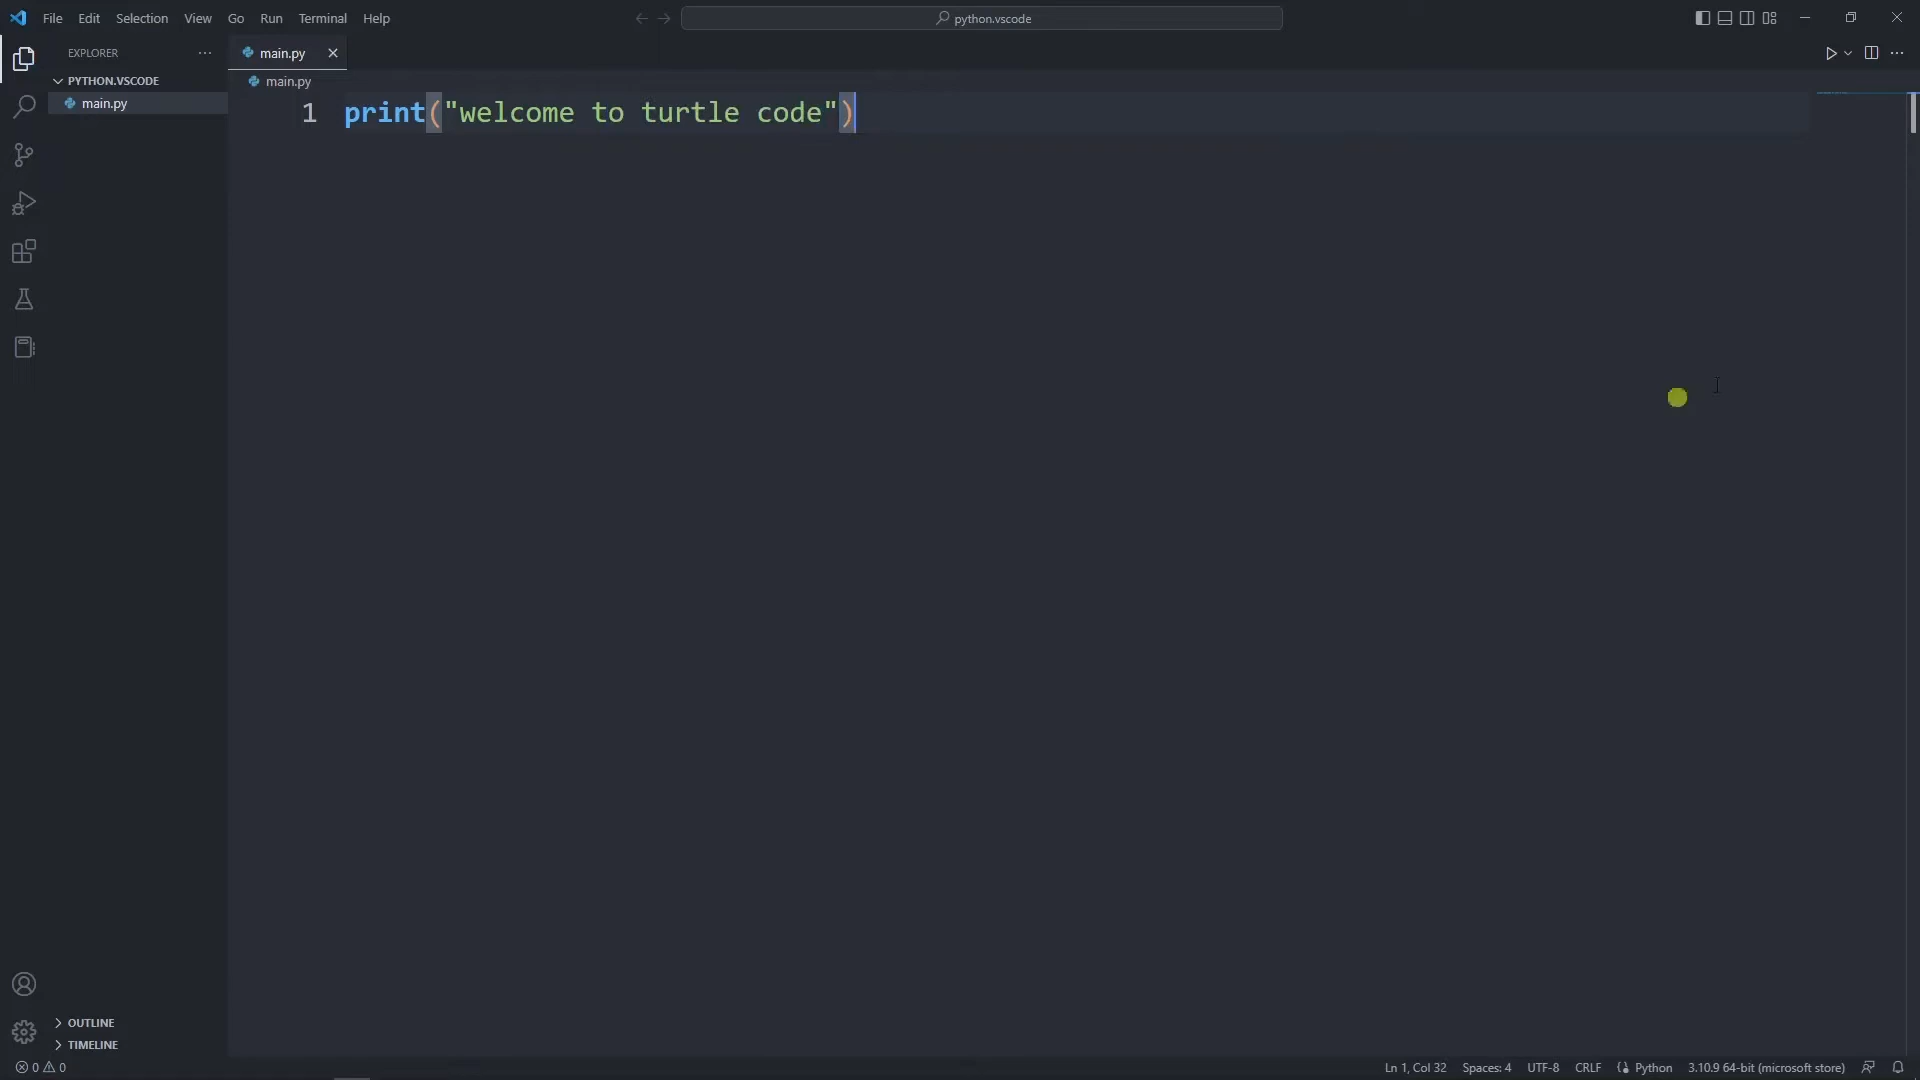 File Edit Selection View Go Run Terminal Help
python.vscode
EXPLORER
main.py
PYTHON.VSCODE
main.py
main.py
1 print("welcome to turtle code")
OUTLINE
TIMELINE
0 0
Ln 1, Col 32 Spaces: 4 UTF-8 CRLF Python 3.10.9 64-bit (microsoft store)